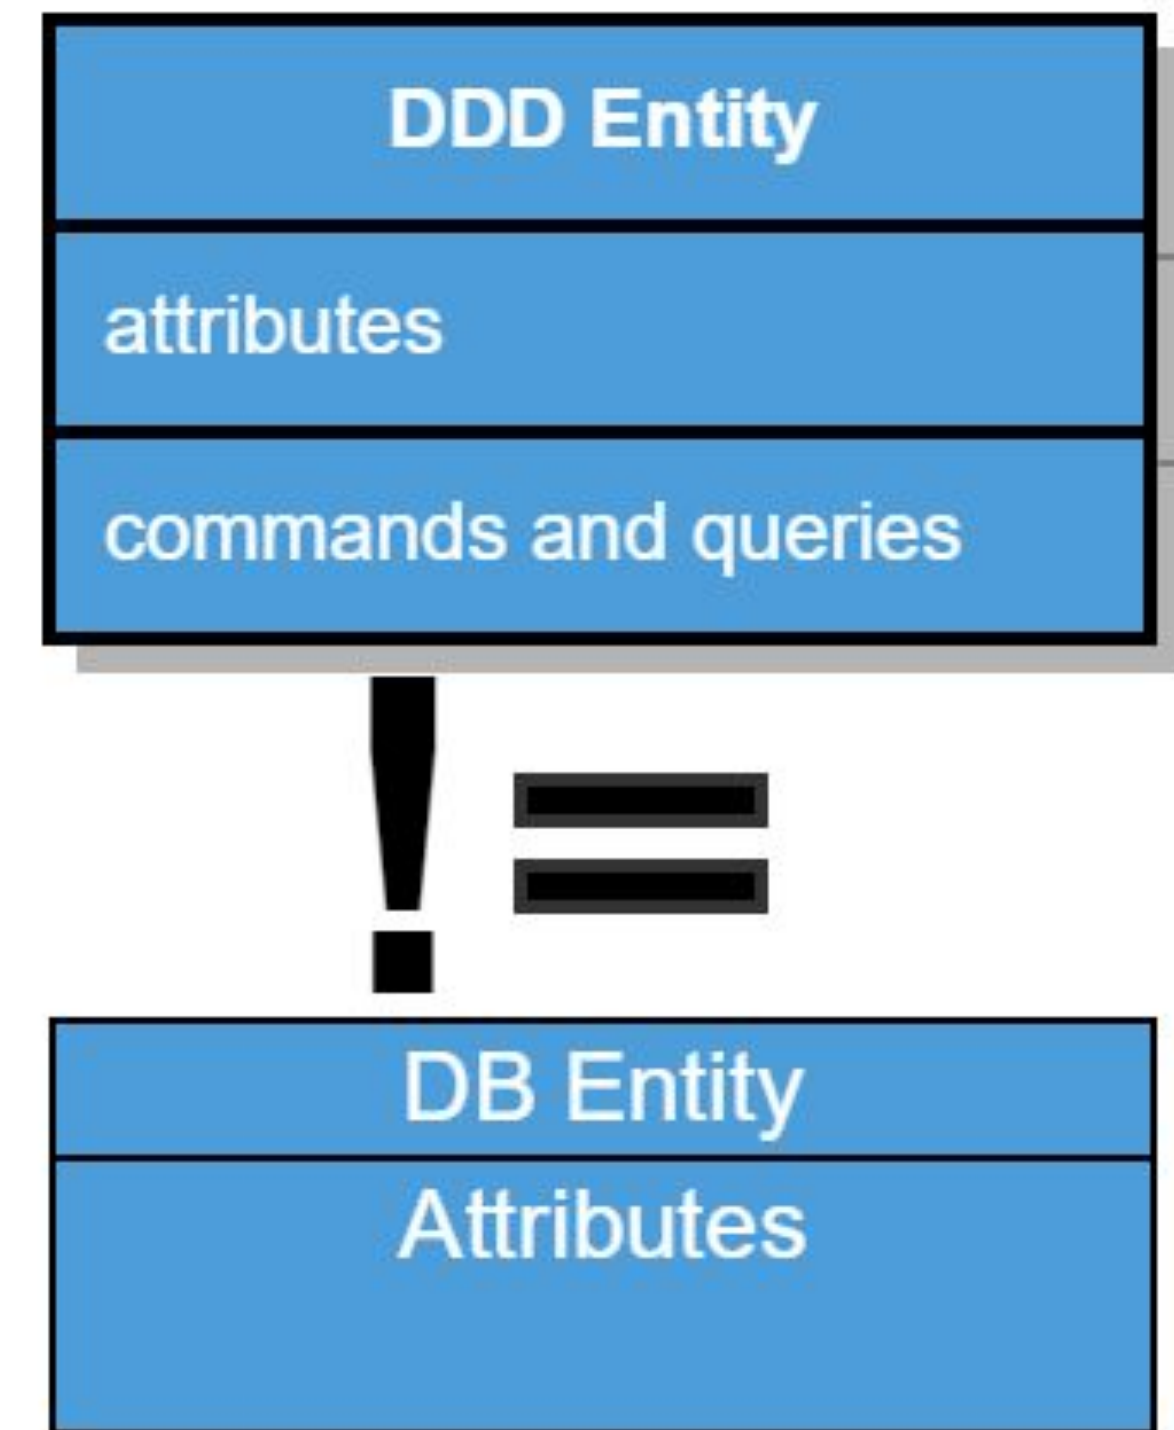 DDD Entity
attributes
commands and queries
!=
DB Entity
Attributes